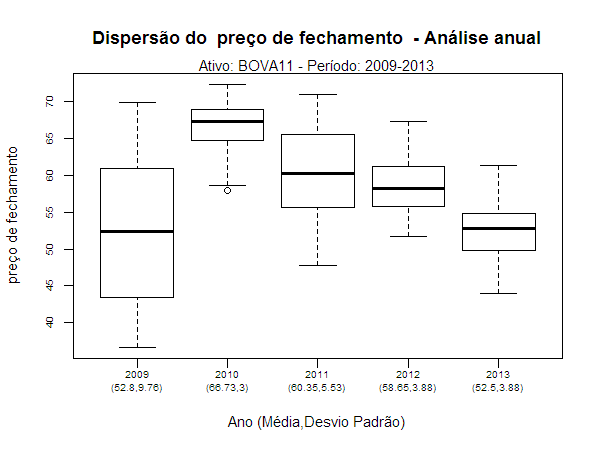 Dispersão do preço de fechamento - Análise anual
Ativo: BOVA11 - Período: 2009-2013
preço de fechamento
70
65
60
55
50
45
40
2009 2010 2011 2012 2013
(52.8,9.76) (66.73,3) (60.35,5.53) (58.65,3.88) (52.5,3.88)
Ano (Média,Desvio Padrão)